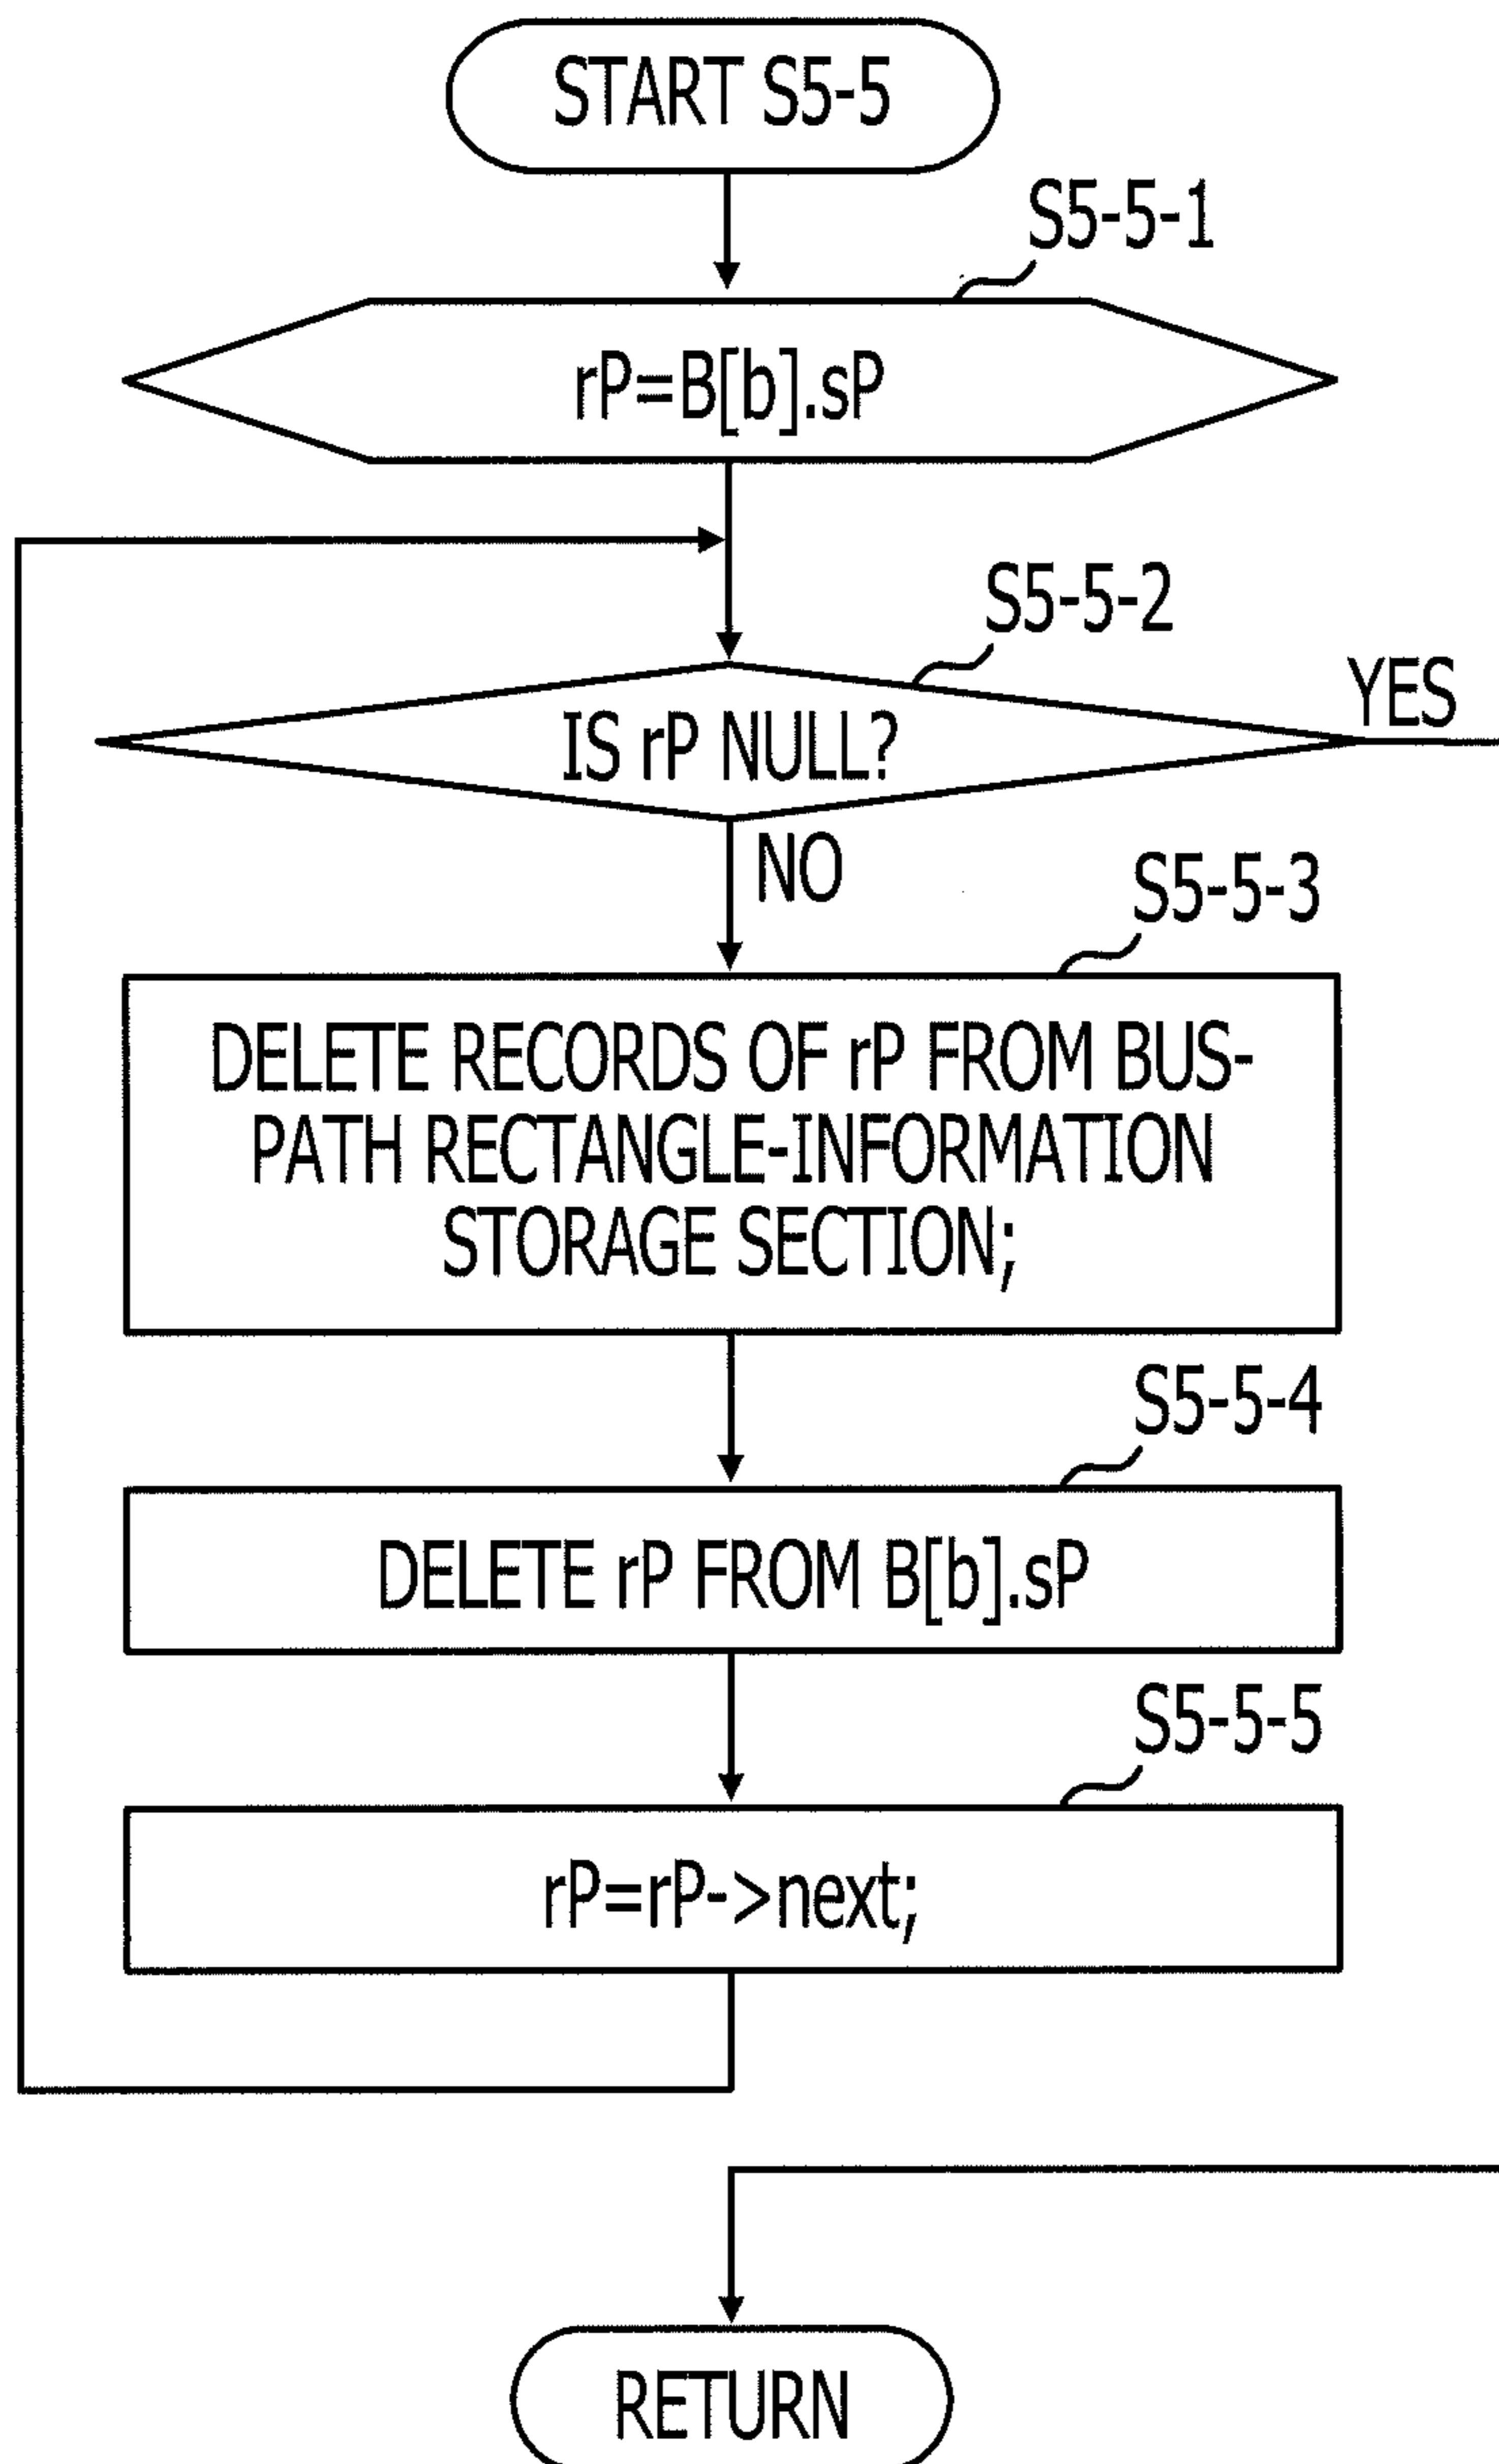 START S5-5
S5-5-1
rP=B[b].sP
S5-5-2
YES
IS rP NULL?
NO
S5-5-3
DELETE RECORDS OF rP FROM BUS-
PATH RECTANGLE-INFORMATION
STORAGE SECTION;
S5-5-4
DELETE rP FROM B[b].sP
S5-5-5
rP=rP->next;
RETURN